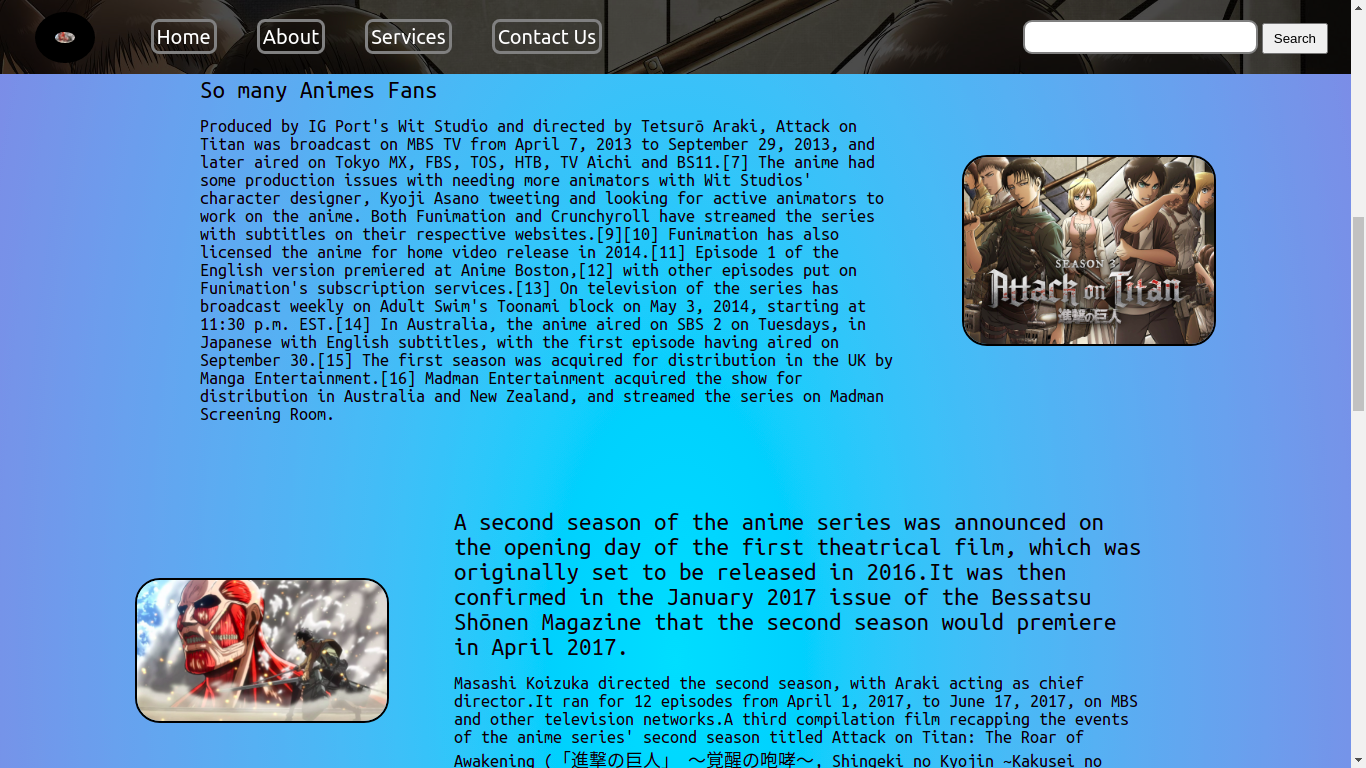 Home
About
Services
Contact Us
Search
So many Animes Fans
Produced by IG Port's Wit Studio and directed by Tetsurō Araki, Attack on
Titan was broadcast on MBS TV from April 7, 2013 to September 29, 2013, and
later aired on Tokyo MX, FBS, TOS, HTB, TV Aichi and BS11.[7] The anime had
some production issues with needing more animators with Wit Studios'
character designer, Kyoji Asano tweeting and looking for active animators to
work on the anime. Both Funimation and Crunchyroll have streamed the series
with subtitles on their respective websites.[9][10] Funimation has also
licensed the anime for home video release in 2014.[11] Episode 1 of the
English version premiered at Anime Boston,[12] with other episodes put on
Funimation's subscription services.[13] On television of the series has
broadcast weekly on Adult Swim's Toonami block on May 3, 2014, starting at
11:30 p.m. EST.[14] In Australia, the anime aired on SBS 2 on Tuesdays, in
Japanese with English subtitles, with the first episode having aired on
September 30.[15] The first season was acquired for distribution in the UK by
Manga Entertainment.[16] Madman Entertainment acquired the show for
distribution in Australia and New Zealand, and streamed the series on Madman
Screening Room.
SEASON 3
Attack on Titan
進撃の巨人
A second season of the anime series was announced on
the opening day of the first theatrical film, which was
originally set to be released in 2016.It was then
confirmed in the January 2017 issue of the Bessatsu
Shōnen Magazine that the second season would premiere
in April 2017.
Masashi Koizuka directed the second season, with Araki acting as chief
director.It ran for 12 episodes from April 1, 2017, to June 17, 2017, on MBS
and other television networks.A third compilation film recapping the events
of the anime series' second season titled Attack on Titan: The Roar of
Awakening (「進撃の巨人」 ～覚醒の咆哮～, Shingeki no Kyojin ~Kakusei no